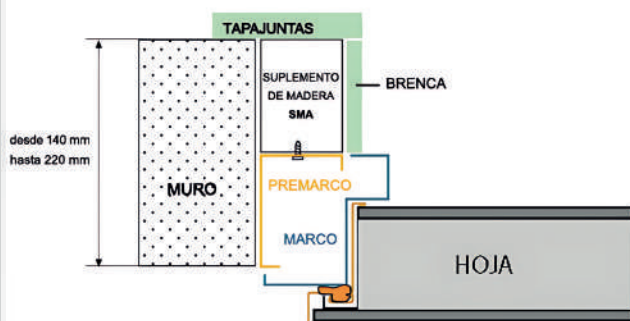 TAPAJUNTAS
SUPLEMENTO
DE MADERA
SMA
BRENCA
desde 140 mm
hasta 220 mm
MURO
PREMARCO
MARCO
HOJA